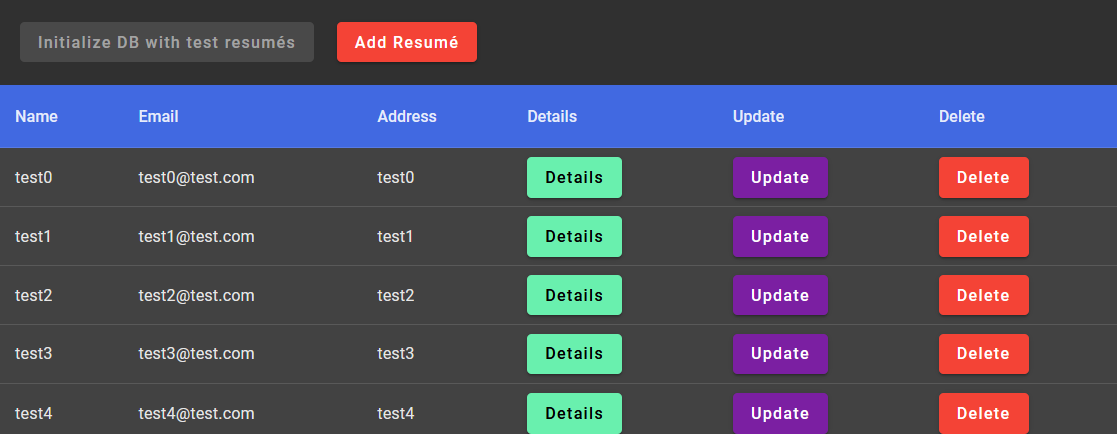 Initialize DB with test resumés Add Resumé
Name Email Address Details Update Delete
test0 test0@test.com test0 Details Update Delete
test1 test1@test.com test1 Details Update Delete
test2 test2@test.com test2 Details Update Delete
test3 test3@test.com test3 Details Update Delete
test4 test4@test.com test4 Details Update Delete